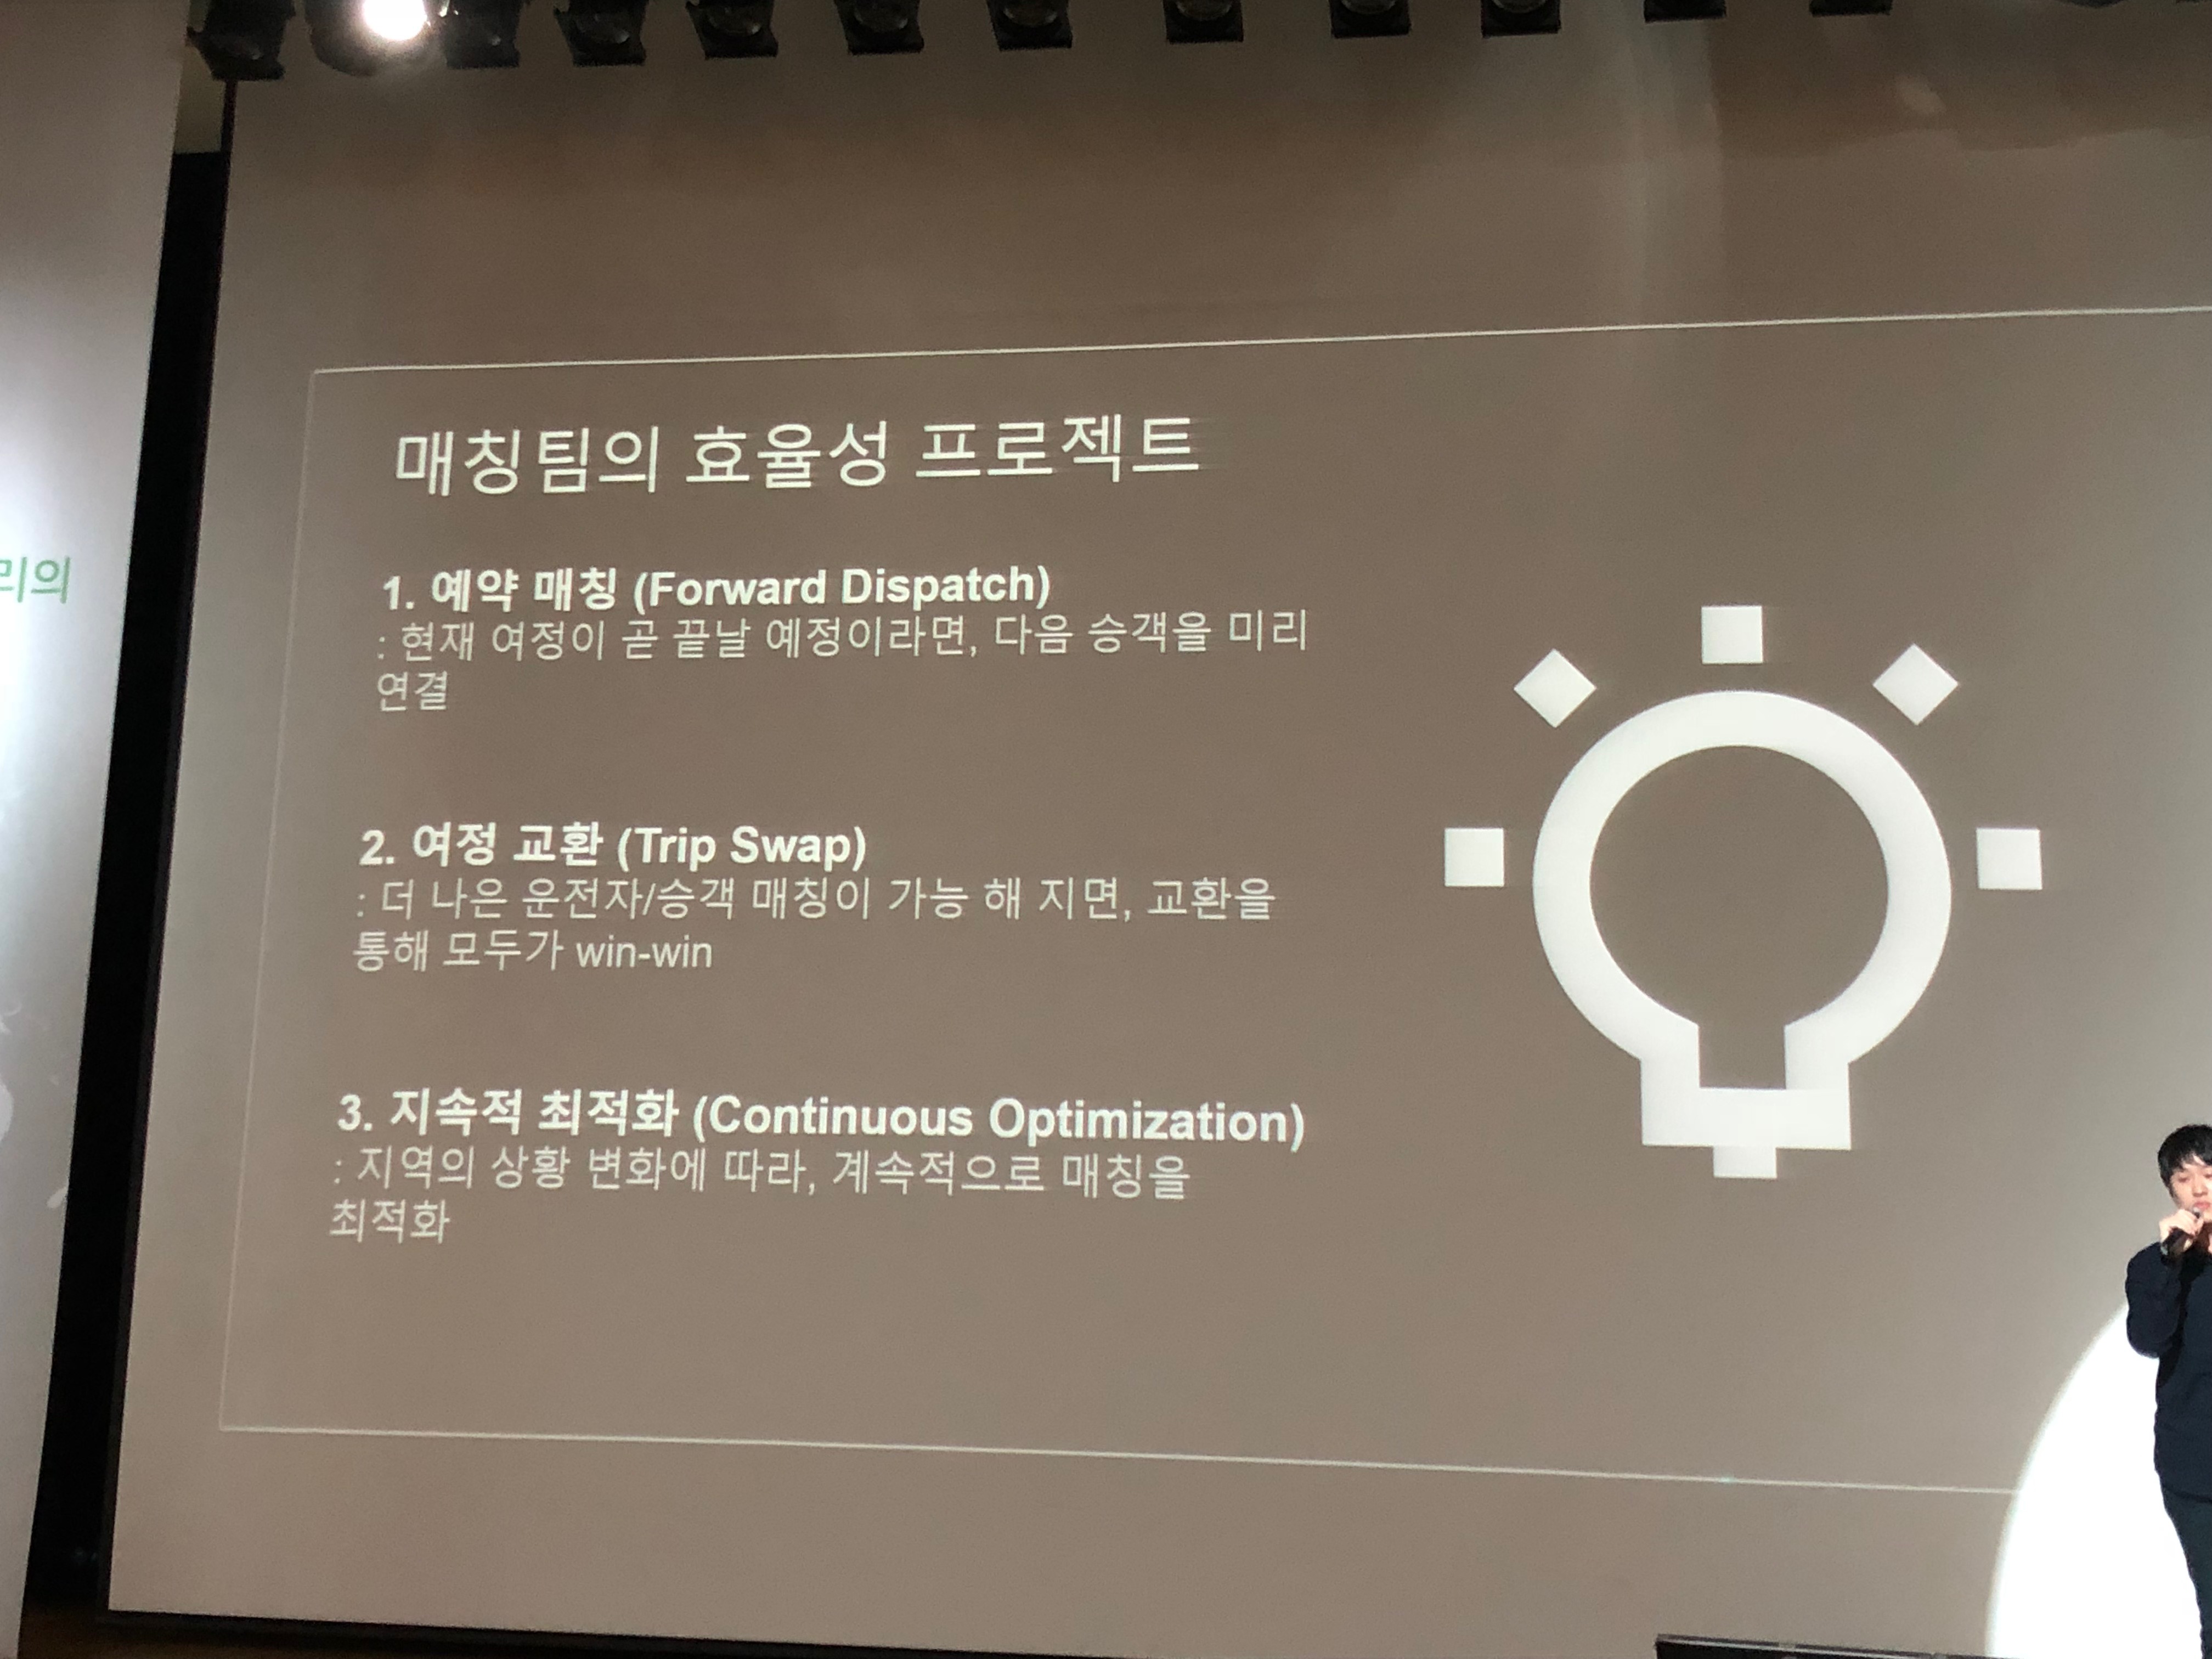 매칭팀의 효율성 프로젝트
1. 예약 매칭 (Forward Dispatch)
: 현재 여정이 곧 끝날 예정이라면, 다음 승객을 미리
연결
2. 여정 교환 (Trip Swap)
: 더 나은 운전자/승객 매칭이 가능 해 지면, 교환을
통해 모두가 win-win
3. 지속적 최적화 (Continuous Optimization)
: 지역의 상황 변화에 따라, 계속적으로 매칭을
최적화